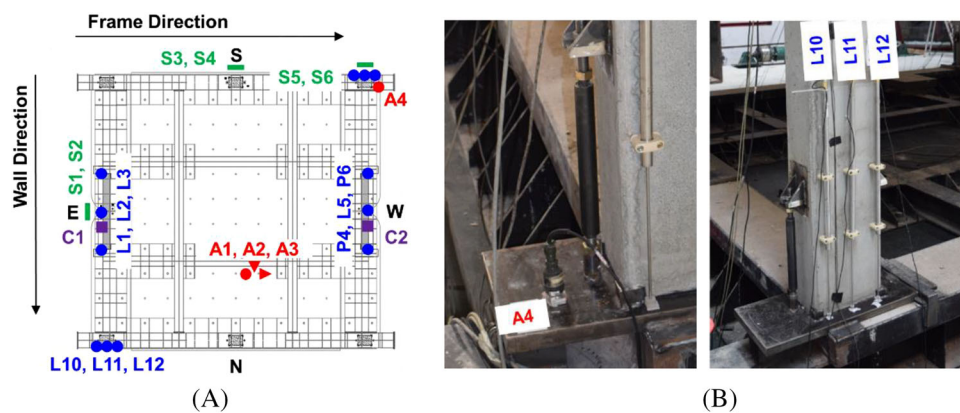 Frame Direction
S3, S4
S
S5, S6
A4
Wall Direction
S1, S2
E
C1
L1, L2, L3
P4, L5, P6
W
C2
A1, A2, A3
L10, L11, L12
N
(A)
A4
L10
L11
L12
(B)